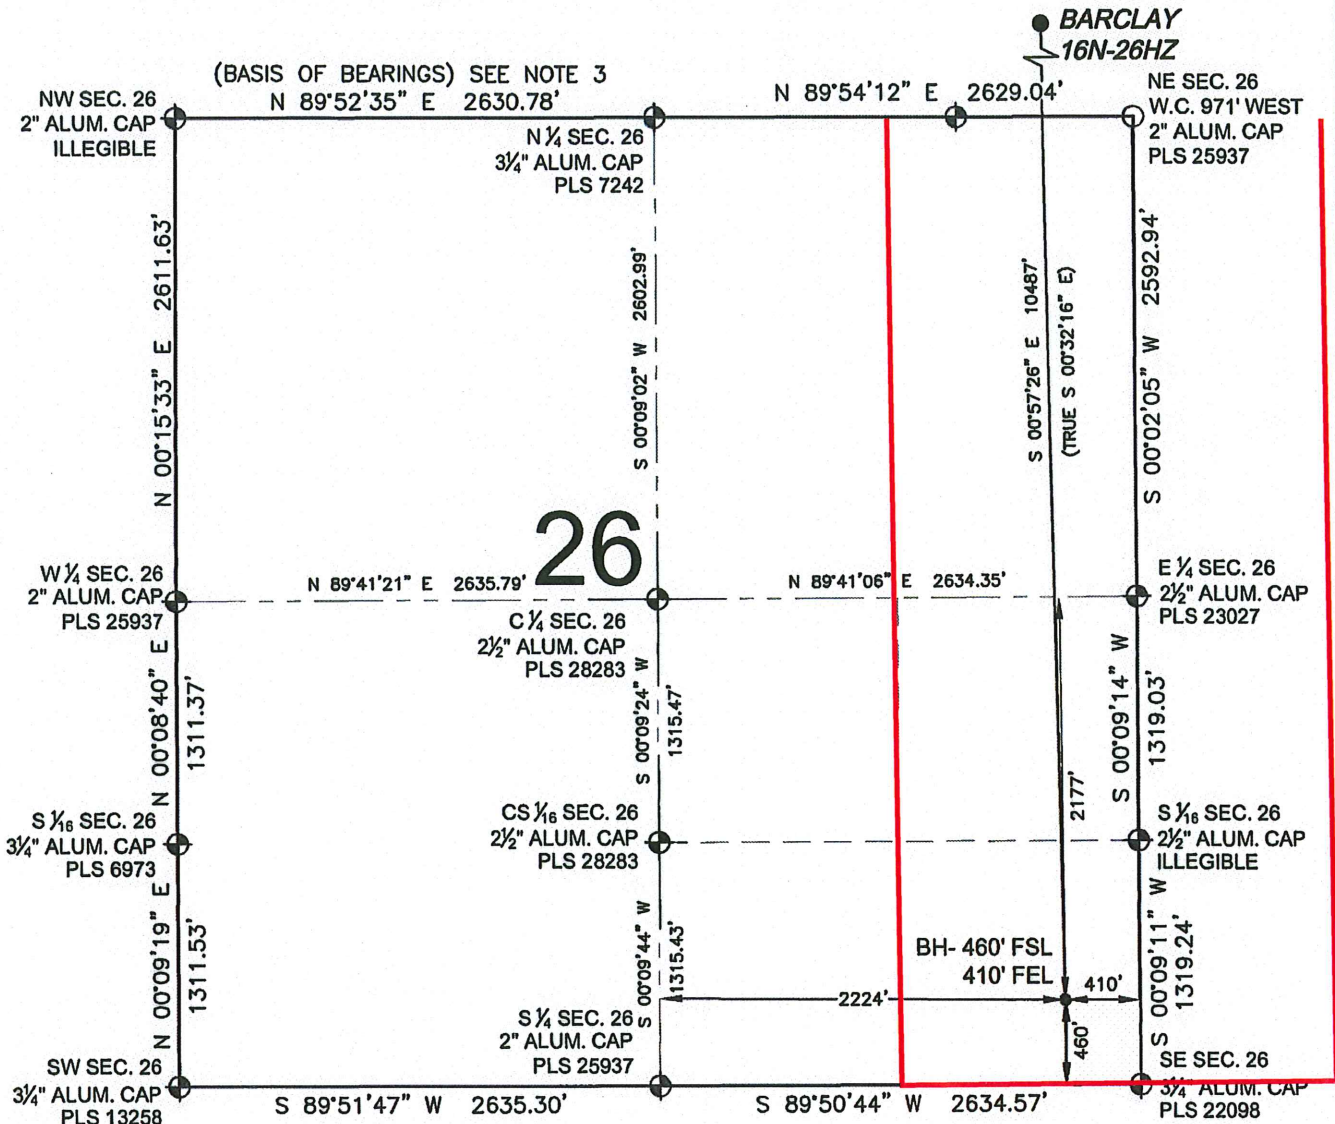 BARCLAY
16N-26HZ
(BASIS OF BEARINGS) SEE NOTE 3
N 89°52'35" E 2630.78'
N 89°54'12" E 2629.04'
NW SEC. 26
2" ALUM. CAP
ILLEGIBLE
N ¼ SEC. 26
3¼" ALUM. CAP
PLS 7242
NE SEC. 26
W.C. 971' WEST
2" ALUM. CAP
PLS 25937
N 00°15'33" E 2611.63'
S 00°09'02" W 2602.99'
S 00°57'26" E 10487'
(TRUE S 00°32'16" E)
S 00°02'05" W 2592.94'
26
W ¼ SEC. 26
2" ALUM. CAP
PLS 25937
N 89°41'21" E 2635.79'
N 89°41'06" E 2634.35'
E ¼ SEC. 26
2½" ALUM. CAP
PLS 23027
C ¼ SEC. 26
2½" ALUM. CAP
PLS 28283
N 00°08'40" E
1311.37'
S 00°09'24" W
1315.47'
2177'
S 00°09'14" W
1319.03'
S 1⁄16 SEC. 26
3¼" ALUM. CAP
PLS 6973
CS 1⁄16 SEC. 26
2½" ALUM. CAP
PLS 28283
S 1⁄16 SEC. 26
2½" ALUM. CAP
ILLEGIBLE
N 00°09'19" E
1311.53'
S 00°09'44" W
1315.43'
BH- 460' FSL
410' FEL
2224'
410'
460'
S 00°09'11" W
1319.24'
S ¼ SEC. 26
2" ALUM. CAP
PLS 25937
SW SEC. 26
3¼" ALUM. CAP
PLS 13258
SE SEC. 26
3¼" ALUM. CAP
PLS 22098
S 89°51'47" W 2635.30'
S 89°50'44" W 2634.57'